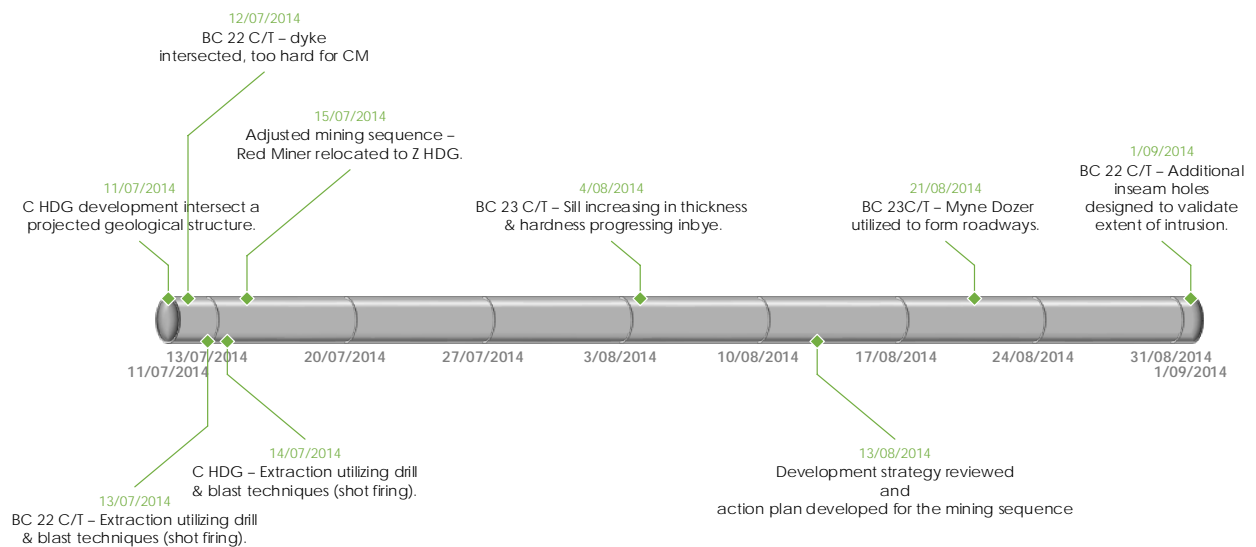 12/07/2014
BC 22 C/T – dyke
intersected, too hard for CM
15/07/2014
Adjusted mining sequence –
Red Miner relocated to Z HDG.
11/07/2014
C HDG development intersect a
projected geological structure.
4/08/2014
BC 23 C/T – Sill increasing in thickness
& hardness progressing inbye.
21/08/2014
BC 23C/T – Myne Dozer
utilized to form roadways.
1/09/2014
BC 22 C/T – Additional
inseam holes
designed to validate
extent of intrusion.
13/07/2014
20/07/2014
27/07/2014
3/08/2014
10/08/2014
17/08/2014
24/08/2014
31/08/2014
11/07/2014
1/09/2014
14/07/2014
C HDG – Extraction utilizing drill
& blast techniques (shot firing).
13/07/2014
BC 22 C/T – Extraction utilizing drill
& blast techniques (shot firing).
13/08/2014
Development strategy reviewed
and
action plan developed for the mining sequence